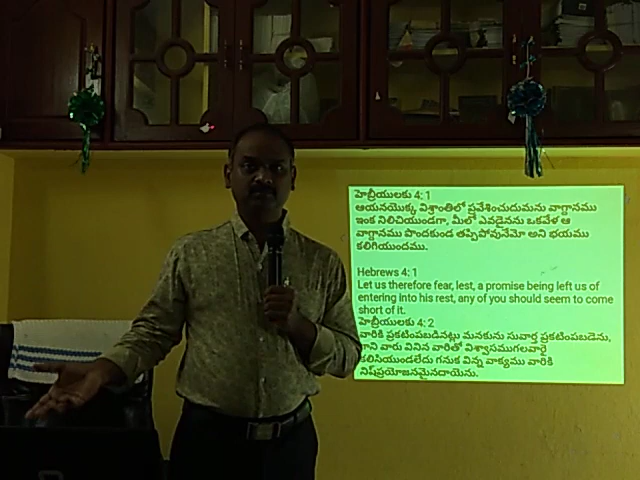 హెబ్రీయులకు 4: 1
ఆయనయొక్క విశ్రాంతిలో ప్రవేశించుదుమను వాగ్దానము
ఇంక నిలిచియుండగా, మీలో ఎవడైనను ఒకవేళ ఆ
వాగ్దానము పొందకుండ తప్పిపోవునేమో అని భయము
కలిగియుందము.
Hebrews 4: 1
Let us therefore fear, lest, a promise being left us of
entering into his rest, any of you should seem to come
short of it.
హెబ్రీయులకు 4: 2
వారికి ప్రకటింపబడినట్లు మనకును సువార్త ప్రకటింపబడెను,
గాని వారు వినిన వారితో విశ్వాసముగలవారై
కలిసియుండలేదు గనుక విన్న వాక్యము వారికి
నిష్‌ప్రయోజనమైనదాయెను.